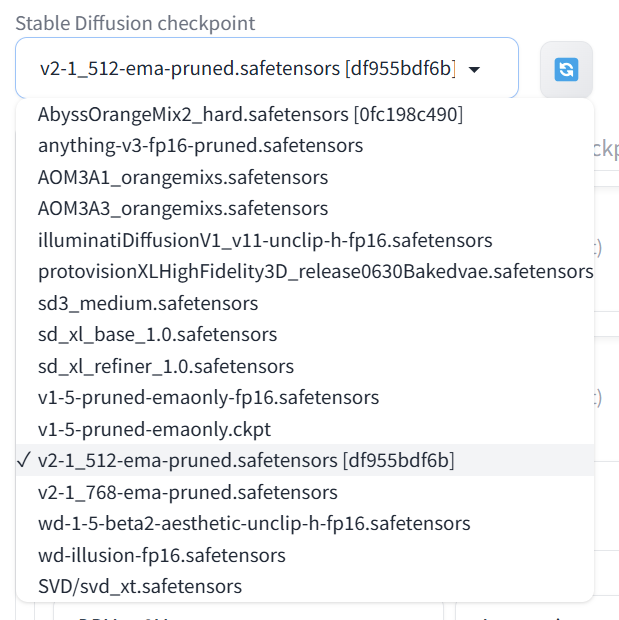 Stable Diffusion checkpoint
v2-1_512-ema-pruned.safetensors [df955bdf6b]
AbyssOrangeMix2_hard.safetensors [0fc198c490]
anything-v3-fp16-pruned.safetensors
AOM3A1_orangemixs.safetensors
AOM3A3_orangemixs.safetensors
illuminatiDiffusionV1_v11-unclip-h-fp16.safetensors
protovisionXLHighFidelity3D_release0630Bakedvae.safetensors
sd3_medium.safetensors
sd_xl_base_1.0.safetensors
sd_xl_refiner_1.0.safetensors
v1-5-pruned-emaonly-fp16.safetensors
v1-5-pruned-emaonly.ckpt
✓ v2-1_512-ema-pruned.safetensors [df955bdf6b]
v2-1_768-ema-pruned.safetensors
wd-1-5-beta2-aesthetic-unclip-h-fp16.safetensors
wd-illusion-fp16.safetensors
SVD/svd_xt.safetensors